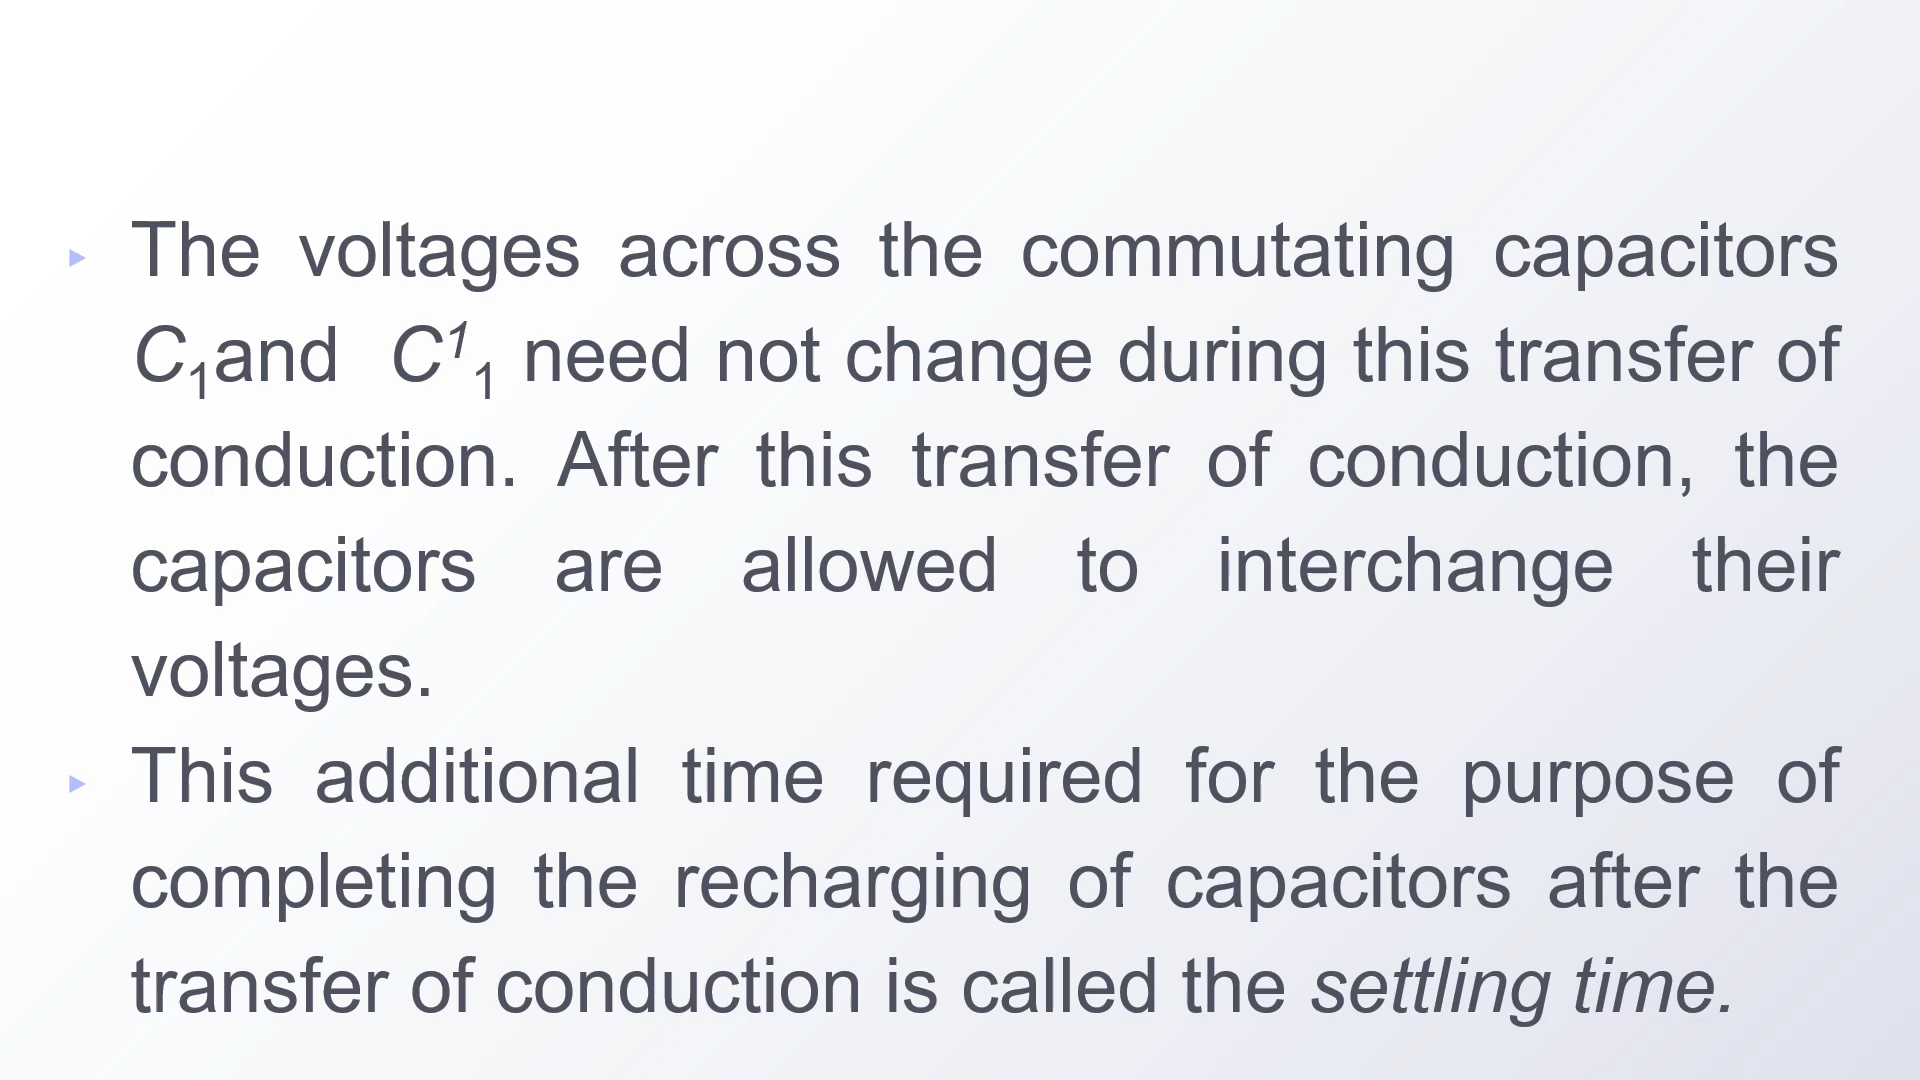 The voltages across the commutating capacitors
C₁and C¹₁ need not change during this transfer of
conduction. After this transfer of conduction, the
capacitors are allowed to interchange their
voltages.
This additional time required for the purpose of
completing the recharging of capacitors after the
transfer of conduction is called the settling time.